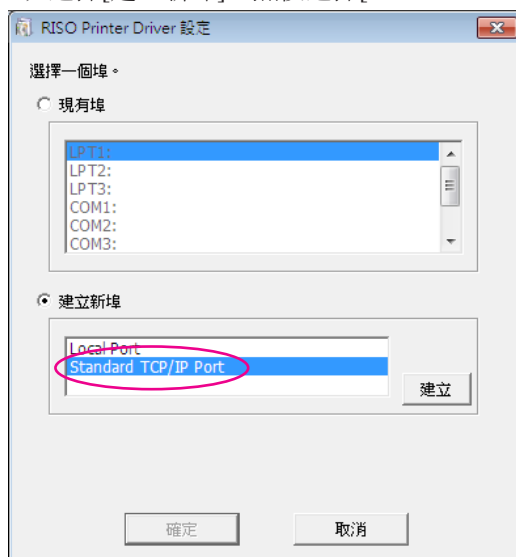 RISO Printer Driver 設定
選擇一個埠。
現有埠
LPT1:
LPT2:
LPT3:
COM1:
COM2:
COM3:
建立新埠
Local Port
Standard TCP/IP Port
建立
確定
取消